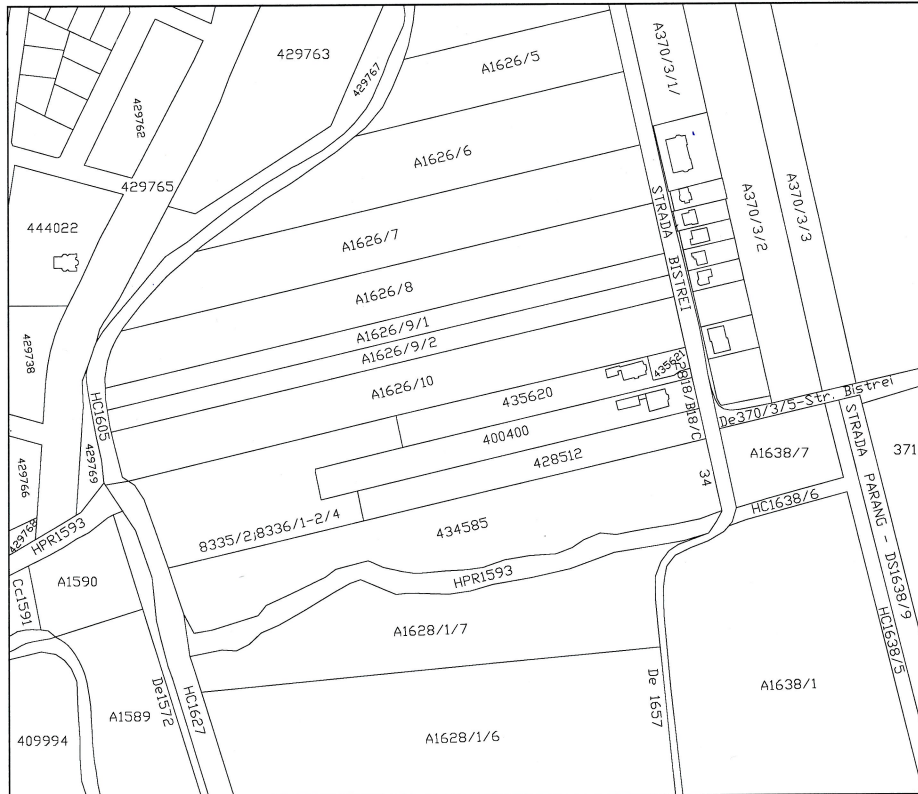 429763
429767
A1626/5
A370/3/1/
429762
A1626/6
429765
A370/3/2
A370/3/3
STRADA BISTREI
444022
A1626/7
A1626/8
A1626/9/1
A1626/9/2
429738
A1626/10
435621
435620
HC1605
De370/3/5-Str. Bistrei
400400
428512
A1638/7
371
STRADA PARANG - DS1638/9
429769
429766
34
HC1638/6
429768
HPR1593
8335/2;8336/1-2/4
434585
HPR1593
A1590
Cc1591
A1628/1/7
HC1638/5
De1572
HC1627
De 1657
A1638/1
A1589
409994
A1628/1/6